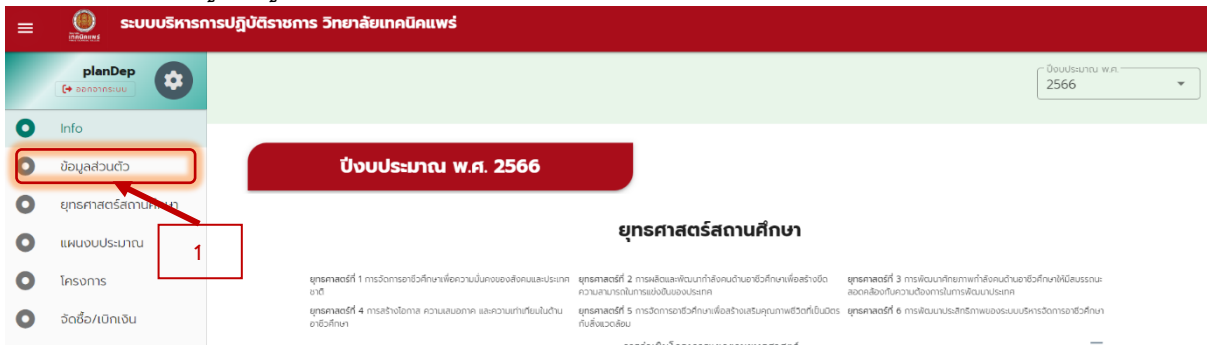 ระบบบริหารการปฏิบัติราชการ วิทยาลัยเทคนิคแพร่
planDep
ออกจากระบบ
ปีงบประมาณ พ.ศ.
2566
Info
ข้อมูลส่วนตัว
ยุทธศาสตร์สถานศึกษา
แผนงบประมาณ
โครงการ
จัดซื้อ/เบิกเงิน
1
ปีงบประมาณ พ.ศ. 2566
ยุทธศาสตร์สถานศึกษา
ยุทธศาสตร์ที่ 1 การจัดการอาชีวศึกษาเพื่อความมั่นคงของสังคมและประเทศ
ชาติ
ยุทธศาสตร์ที่ 2 การผลิตและพัฒนากำลังคนด้านอาชีวศึกษาเพื่อสร้างขีด
ความสามารถในการแข่งขันของประเทศ
ยุทธศาสตร์ที่ 3 การพัฒนาศักยภาพกำลังคนด้านอาชีวศึกษาให้มีสมรรถนะ
สอดคล้องกับความต้องการในการพัฒนาประเทศ
ยุทธศาสตร์ที่ 4 การสร้างโอกาส ความเสมอภาค และความเท่าเทียมในด้าน
อาชีวศึกษา
ยุทธศาสตร์ที่ 5 การจัดการอาชีวศึกษาเพื่อสร้างเสริมคุณภาพชีวิตที่เป็นมิตร
กับสิ่งแวดล้อม
ยุทธศาสตร์ที่ 6 การพัฒนาประสิทธิภาพของระบบบริหารจัดการอาชีวศึกษา